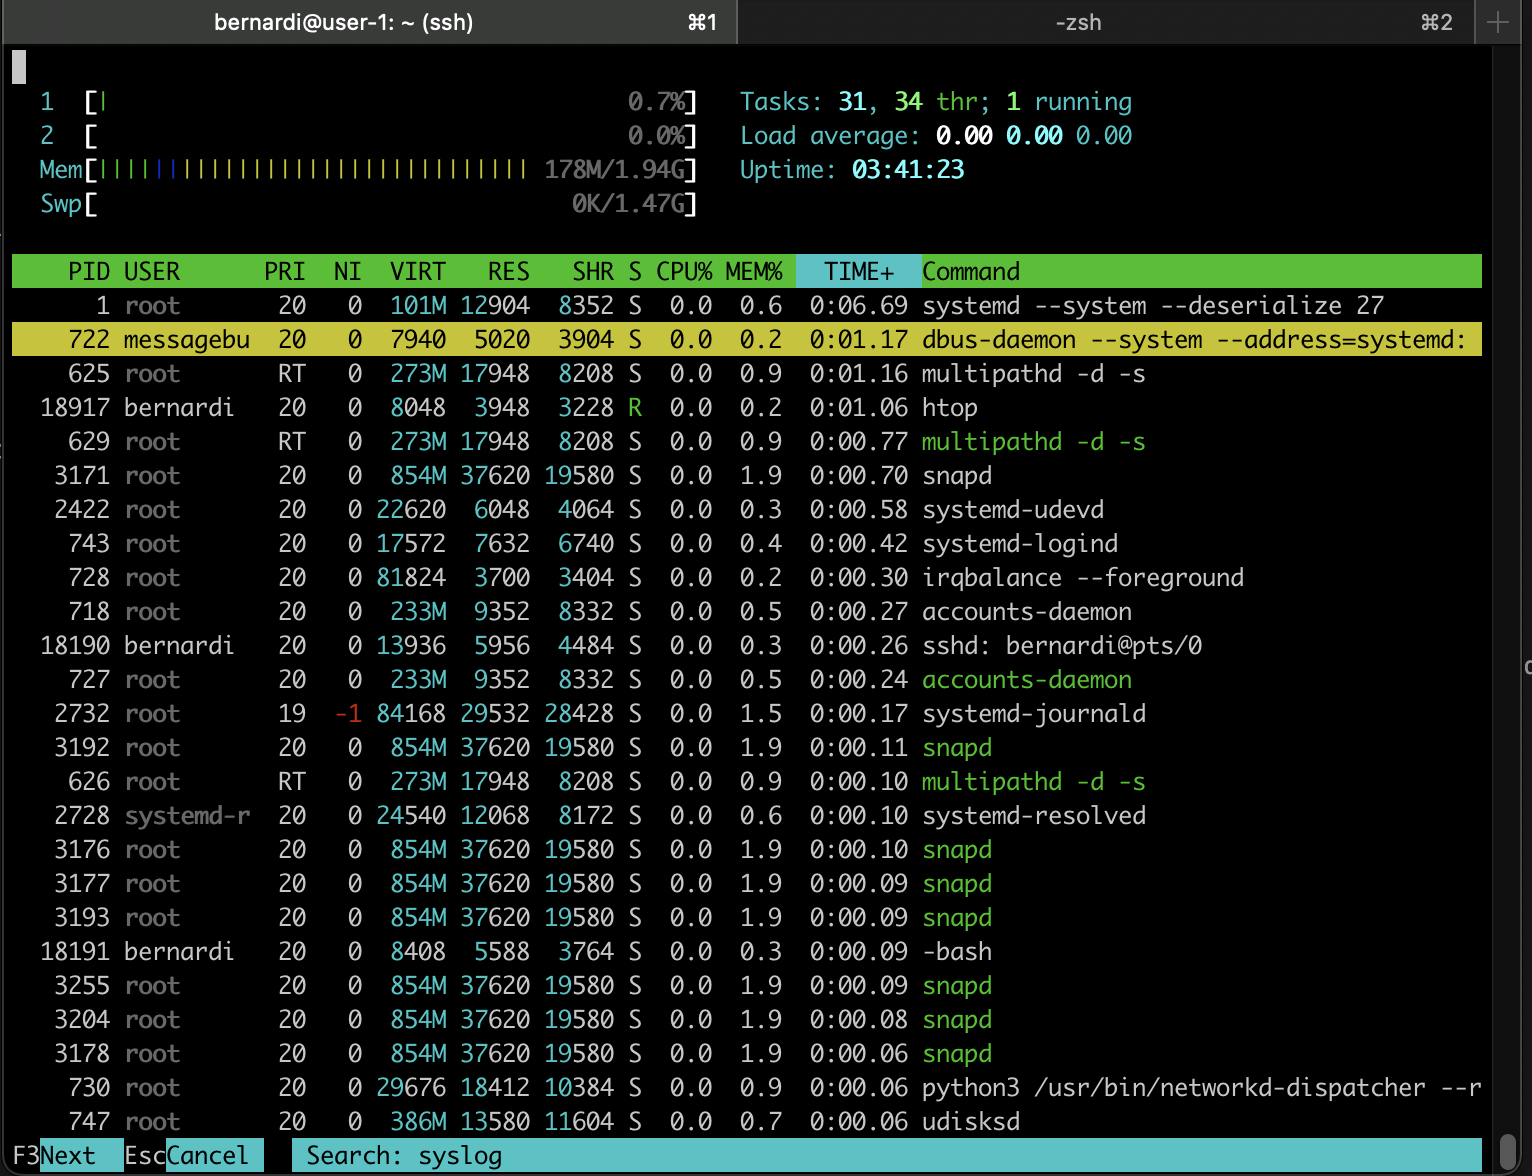 bernardi@user-1: ~ (ssh) ⌘1 -zsh ⌘2 +
1 [| 0.7%] Tasks: 31, 34 thr; 1 running
2 [ 0.0%] Load average: 0.00 0.00 0.00
Mem[||||||||||||||||||||||||||||||| 178M/1.94G] Uptime: 03:41:23
Swp[ 0K/1.47G]
PID USER PRI NI VIRT RES SHR S CPU% MEM% TIME+ Command
1 root 20 0 101M 12904 8352 S 0.0 0.6 0:06.69 systemd --system --deserialize 27
722 messagebu 20 0 7940 5020 3904 S 0.0 0.2 0:01.17 dbus-daemon --system --address=systemd:
625 root RT 0 273M 17948 8208 S 0.0 0.9 0:01.16 multipathd -d -s
18917 bernardi 20 0 8048 3948 3228 R 0.0 0.2 0:01.06 htop
629 root RT 0 273M 17948 8208 S 0.0 0.9 0:00.77 multipathd -d -s
3171 root 20 0 854M 37620 19580 S 0.0 1.9 0:00.70 snapd
2422 root 20 0 22620 6048 4064 S 0.0 0.3 0:00.58 systemd-udevd
743 root 20 0 17572 7632 6740 S 0.0 0.4 0:00.42 systemd-logind
728 root 20 0 81824 3700 3404 S 0.0 0.2 0:00.30 irqbalance --foreground
718 root 20 0 233M 9352 8332 S 0.0 0.5 0:00.27 accounts-daemon
18190 bernardi 20 0 13936 5956 4484 S 0.0 0.3 0:00.26 sshd: bernardi@pts/0
727 root 20 0 233M 9352 8332 S 0.0 0.5 0:00.24 accounts-daemon
2732 root 19 -1 84168 29532 28428 S 0.0 1.5 0:00.17 systemd-journald
3192 root 20 0 854M 37620 19580 S 0.0 1.9 0:00.11 snapd
626 root RT 0 273M 17948 8208 S 0.0 0.9 0:00.10 multipathd -d -s
2728 systemd-r 20 0 24540 12068 8172 S 0.0 0.6 0:00.10 systemd-resolved
3176 root 20 0 854M 37620 19580 S 0.0 1.9 0:00.10 snapd
3177 root 20 0 854M 37620 19580 S 0.0 1.9 0:00.09 snapd
3193 root 20 0 854M 37620 19580 S 0.0 1.9 0:00.09 snapd
18191 bernardi 20 0 8408 5588 3764 S 0.0 0.3 0:00.09 -bash
3255 root 20 0 854M 37620 19580 S 0.0 1.9 0:00.09 snapd
3204 root 20 0 854M 37620 19580 S 0.0 1.9 0:00.08 snapd
3178 root 20 0 854M 37620 19580 S 0.0 1.9 0:00.06 snapd
730 root 20 0 29676 18412 10384 S 0.0 0.9 0:00.06 python3 /usr/bin/networkd-dispatcher --r
747 root 20 0 386M 13580 11604 S 0.0 0.7 0:00.06 udisksd
F3Next EscCancel Search: syslog